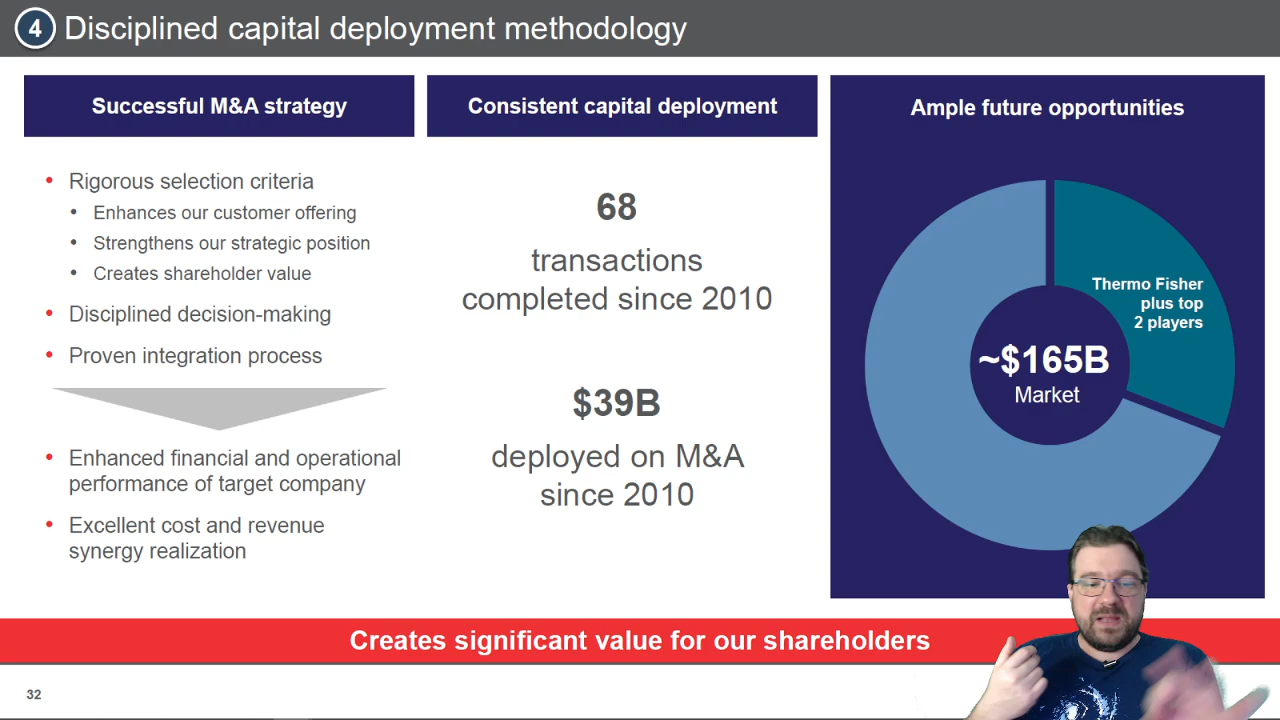 4
Disciplined capital deployment methodology
Successful M&A strategy
• Rigorous selection criteria
• Enhances our customer offering
• Strengthens our strategic position
• Creates shareholder value
• Disciplined decision-making
• Proven integration process
• Enhanced financial and operational
performance of target company
• Excellent cost and revenue
synergy realization
Consistent capital deployment
68
transactions
completed since 2010
$39B
deployed on M&A
since 2010
Ample future opportunities
Thermo Fisher
plus top
2 players
~$165B
Market
Creates significant value for our shareholders
32